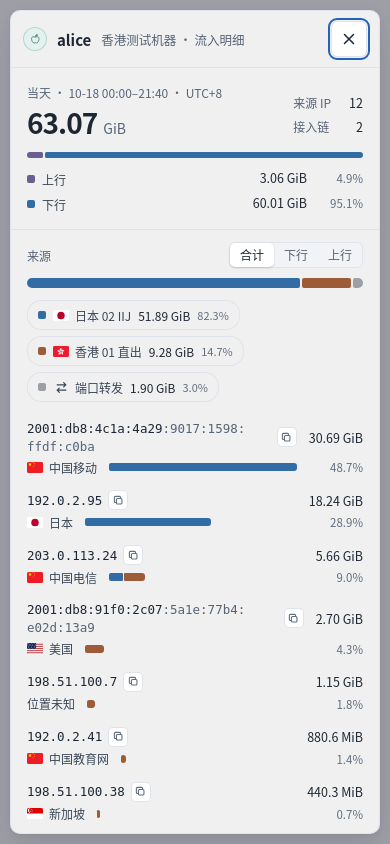 alice 香港测试机器 · 流入明细
当天 · 10-18 00:00–21:40 · UTC+8
63.07 GiB
来源 IP 12
接入链 2
上行 3.06 GiB 4.9%
下行 60.01 GiB 95.1%
来源 合计 下行 上行
日本 02 IIJ 51.89 GiB 82.3%
香港 01 直出 9.28 GiB 14.7%
端口转发 1.90 GiB 3.0%
2001:db8:4c1a:4a29:9017:1598:
ffdf:c0ba 30.69 GiB
中国移动 48.7%
192.0.2.95 18.24 GiB
日本 28.9%
203.0.113.24 5.66 GiB
中国电信 9.0%
2001:db8:91f0:2c07:5a1e:77b4:
e02d:13a9 2.70 GiB
美国 4.3%
198.51.100.7 1.15 GiB
位置未知 1.8%
192.0.2.41 880.6 MiB
中国教育网 1.4%
198.51.100.38 440.3 MiB
新加坡 0.7%